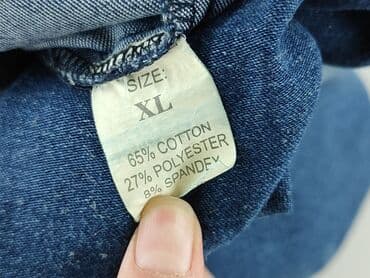 SIZE:
XL
65% COTTON
27% POLYESTER
8% SPANDEX